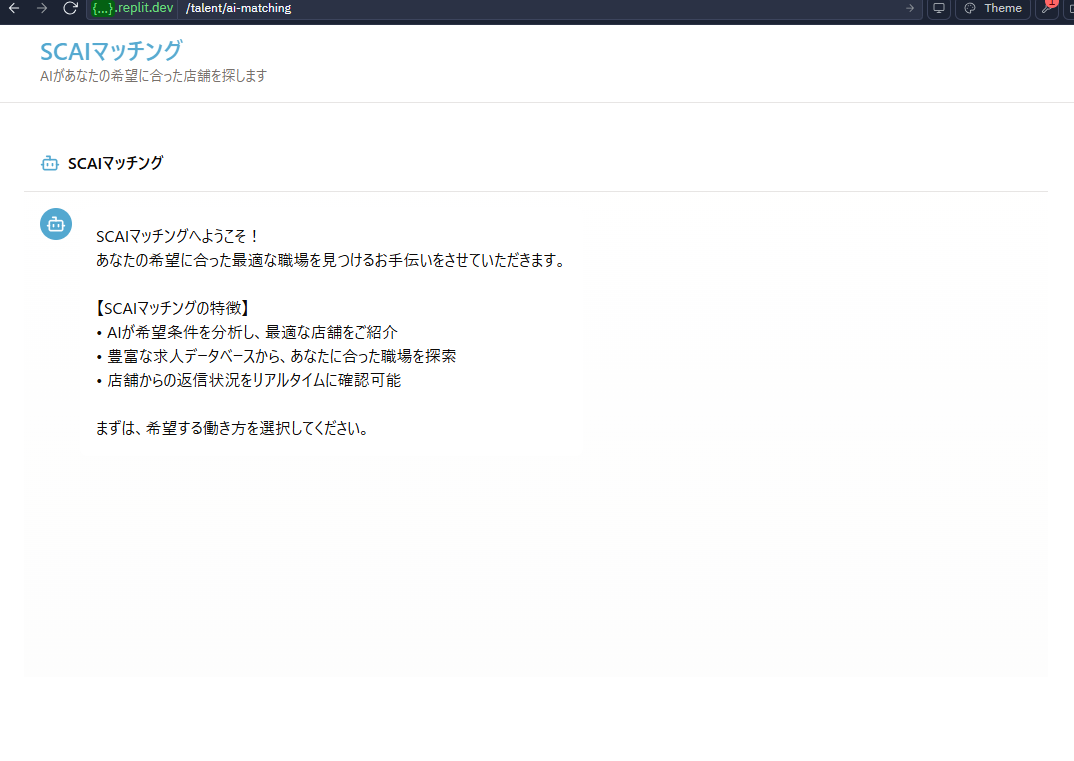 {...}.replit.dev /talent/ai-matching
Theme
1
SCAIマッチング
AIがあなたの希望に合った店舗を探します
SCAIマッチング
SCAIマッチングへようこそ！
あなたの希望に合った最適な職場を見つけるお手伝いをさせていただきます。
【SCAIマッチングの特徴】
• AIが希望条件を分析し、最適な店舗をご紹介
• 豊富な求人データベースから、あなたに合った職場を探索
• 店舗からの返信状況をリアルタイムに確認可能
まずは、希望する働き方を選択してください。